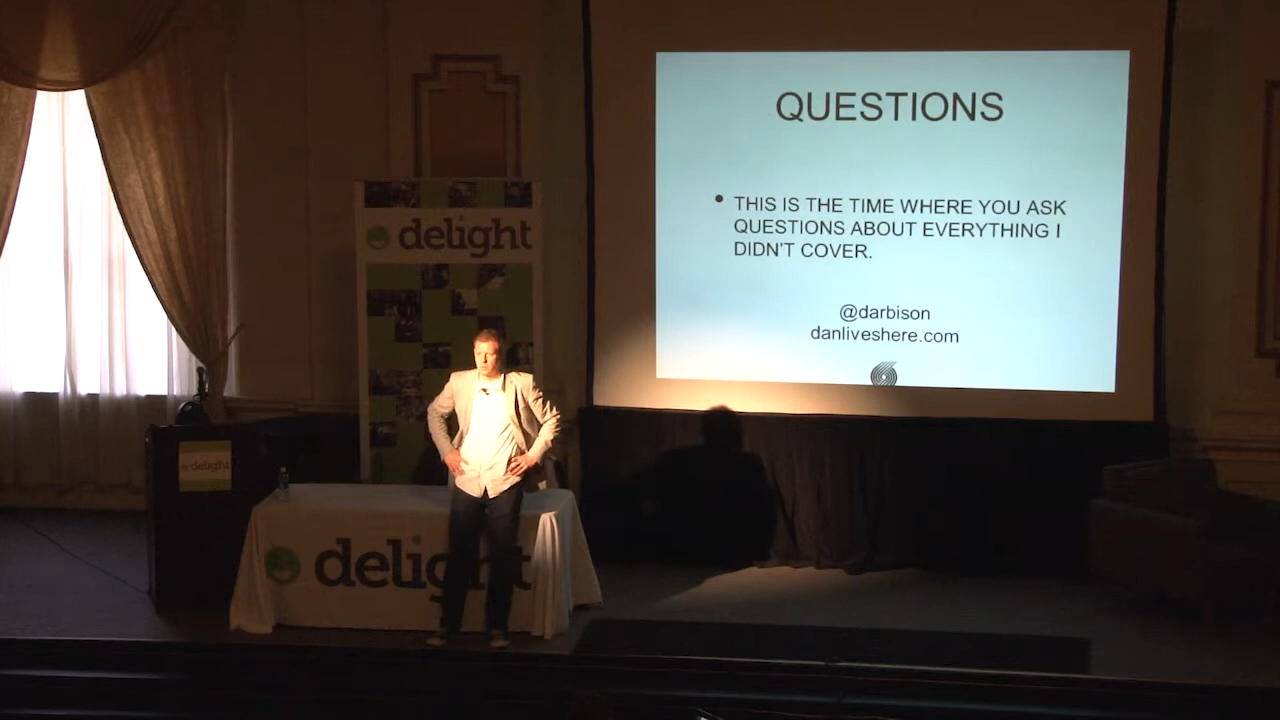 QUESTIONS
• THIS IS THE TIME WHERE YOU ASK
QUESTIONS ABOUT EVERYTHING I
DIDN'T COVER.
@darbison
danliveshere.com
delight
delight
delight